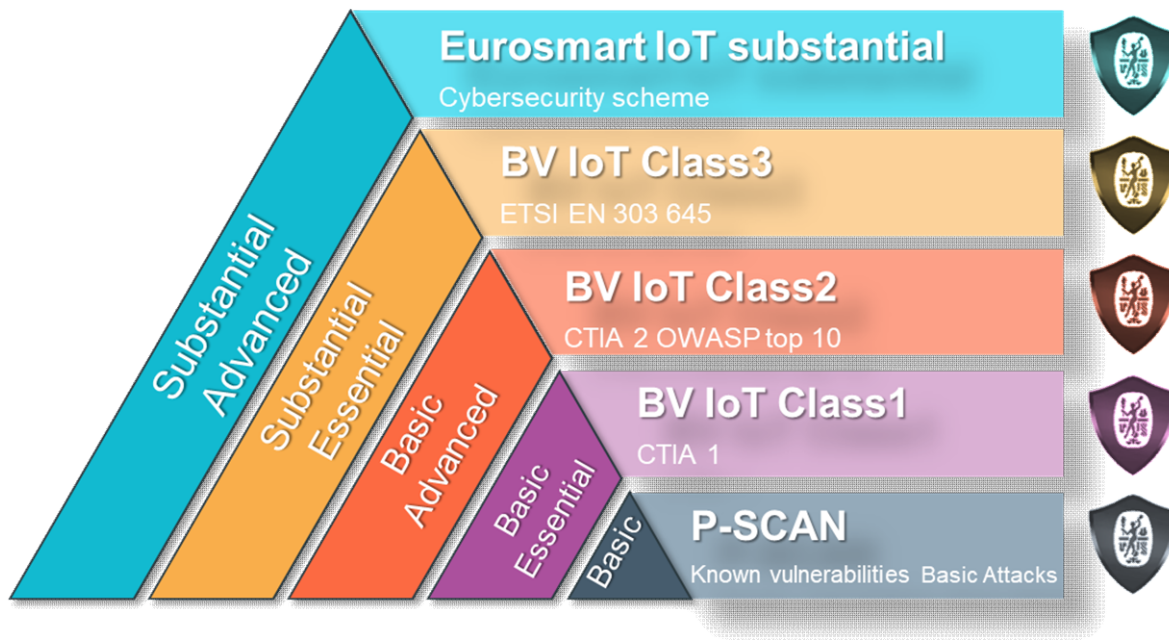 Eurosmart IoT substantial
Cybersecurity scheme
BV IoT Class3
ETSI EN 303 645
BV IoT Class2
CTIA 2 OWASP top 10
BV IoT Class1
CTIA 1
P-SCAN
Known vulnerabilities Basic Attacks
Substantial
Advanced
Substantial
Essential
Basic
Advanced
Basic
Essential
Basic